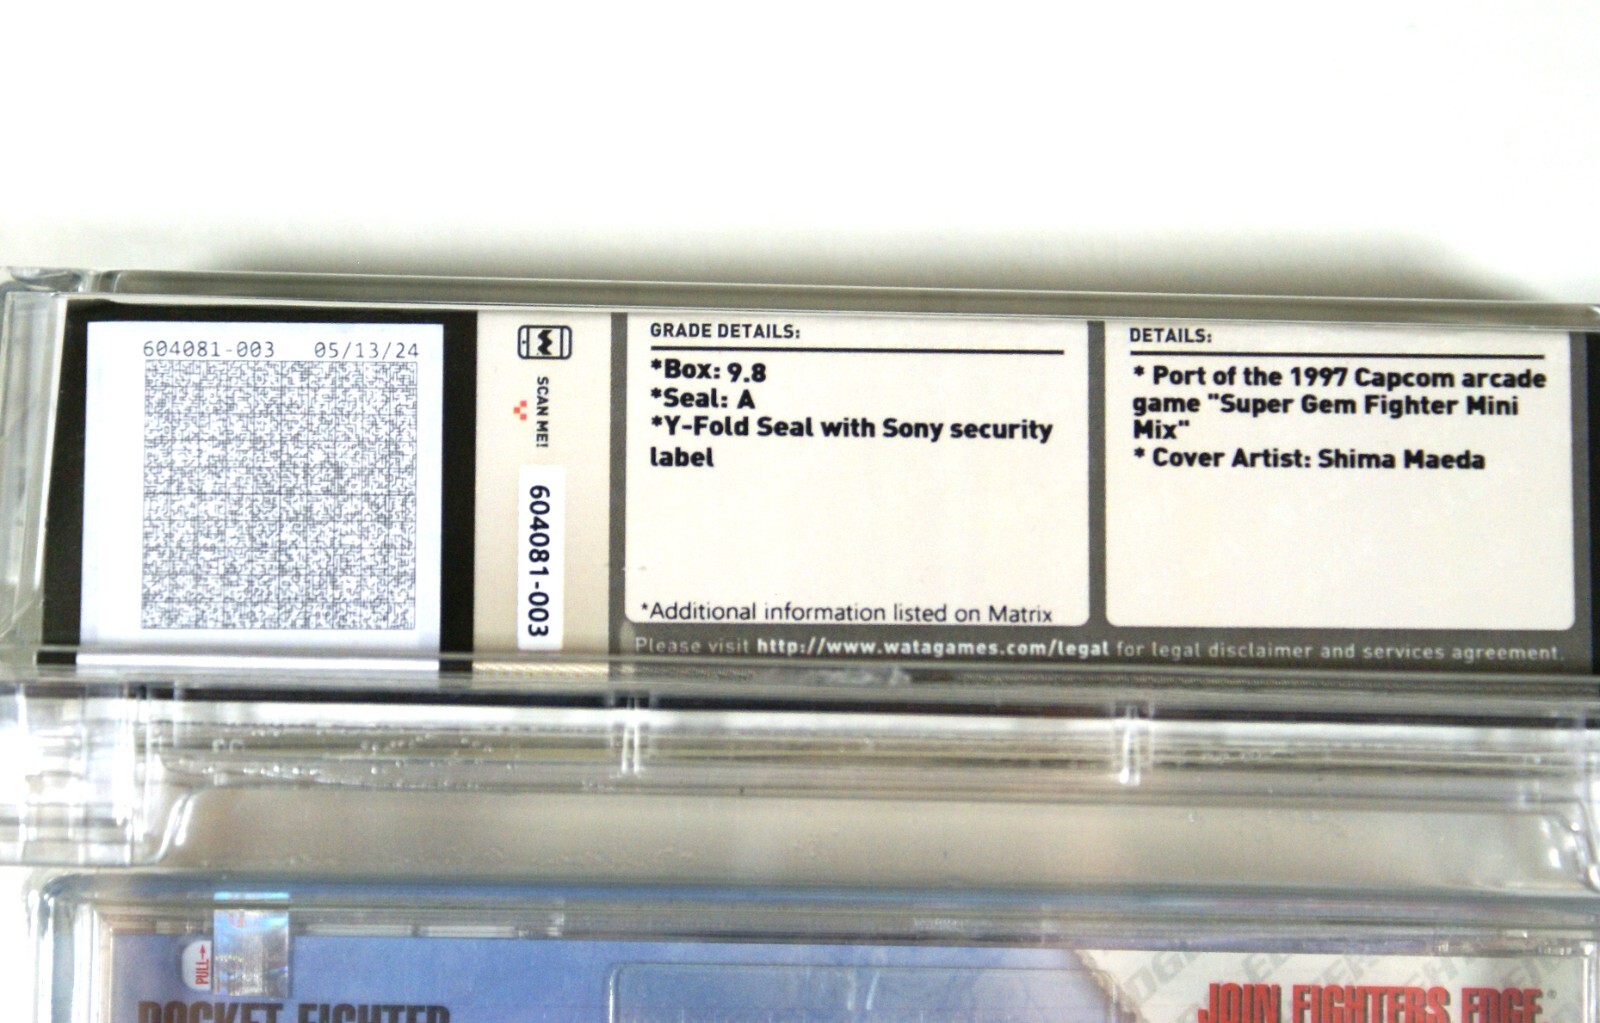 604081-003 05/13/24
SCAN ME!
604081-003
GRADE DETAILS:
*Box: 9.8
*Seal: A
*Y-Fold Seal with Sony security
label
*Additional information listed on Matrix
DETAILS:
* Port of the 1997 Capcom arcade
game "Super Gem Fighter Mini
Mix"
* Cover Artist: Shima Maeda
Please visit http://www.watagames.com/legal for legal disclaimer and services agreement.
PULL→
POCKET FIGHTER
JOIN FIGHTERS EDGE